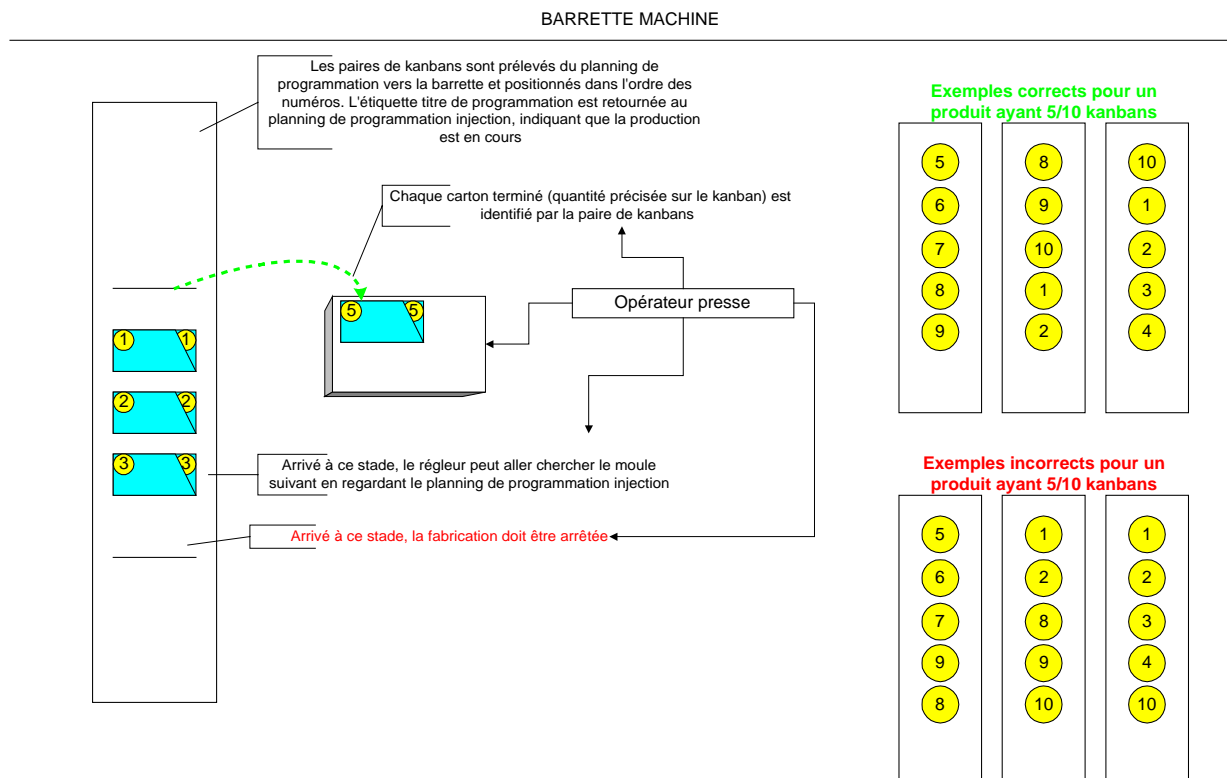 BARRETTE MACHINE
Les paires de kanbans sont prélevés du planning de
programmation vers la barrette et positionnés dans l'ordre des
numéros. L'étiquette titre de programmation est retournée au
planning de programmation injection, indiquant que la production
est en cours
Chaque carton terminé (quantité précisée sur le kanban) est
identifié par la paire de kanbans
Opérateur presse
5 5
1 1
2 2
3 3
Arrivé à ce stade, le régleur peut aller chercher le moule
suivant en regardant le planning de programmation injection
Arrivé à ce stade, la fabrication doit être arrêtée
Exemples corrects pour un
produit ayant 5/10 kanbans
5 8 10
6 9 1
7 10 2
8 1 3
9 2 4
Exemples incorrects pour un
produit ayant 5/10 kanbans
5 1 1
6 2 2
7 8 3
9 9 4
8 10 10